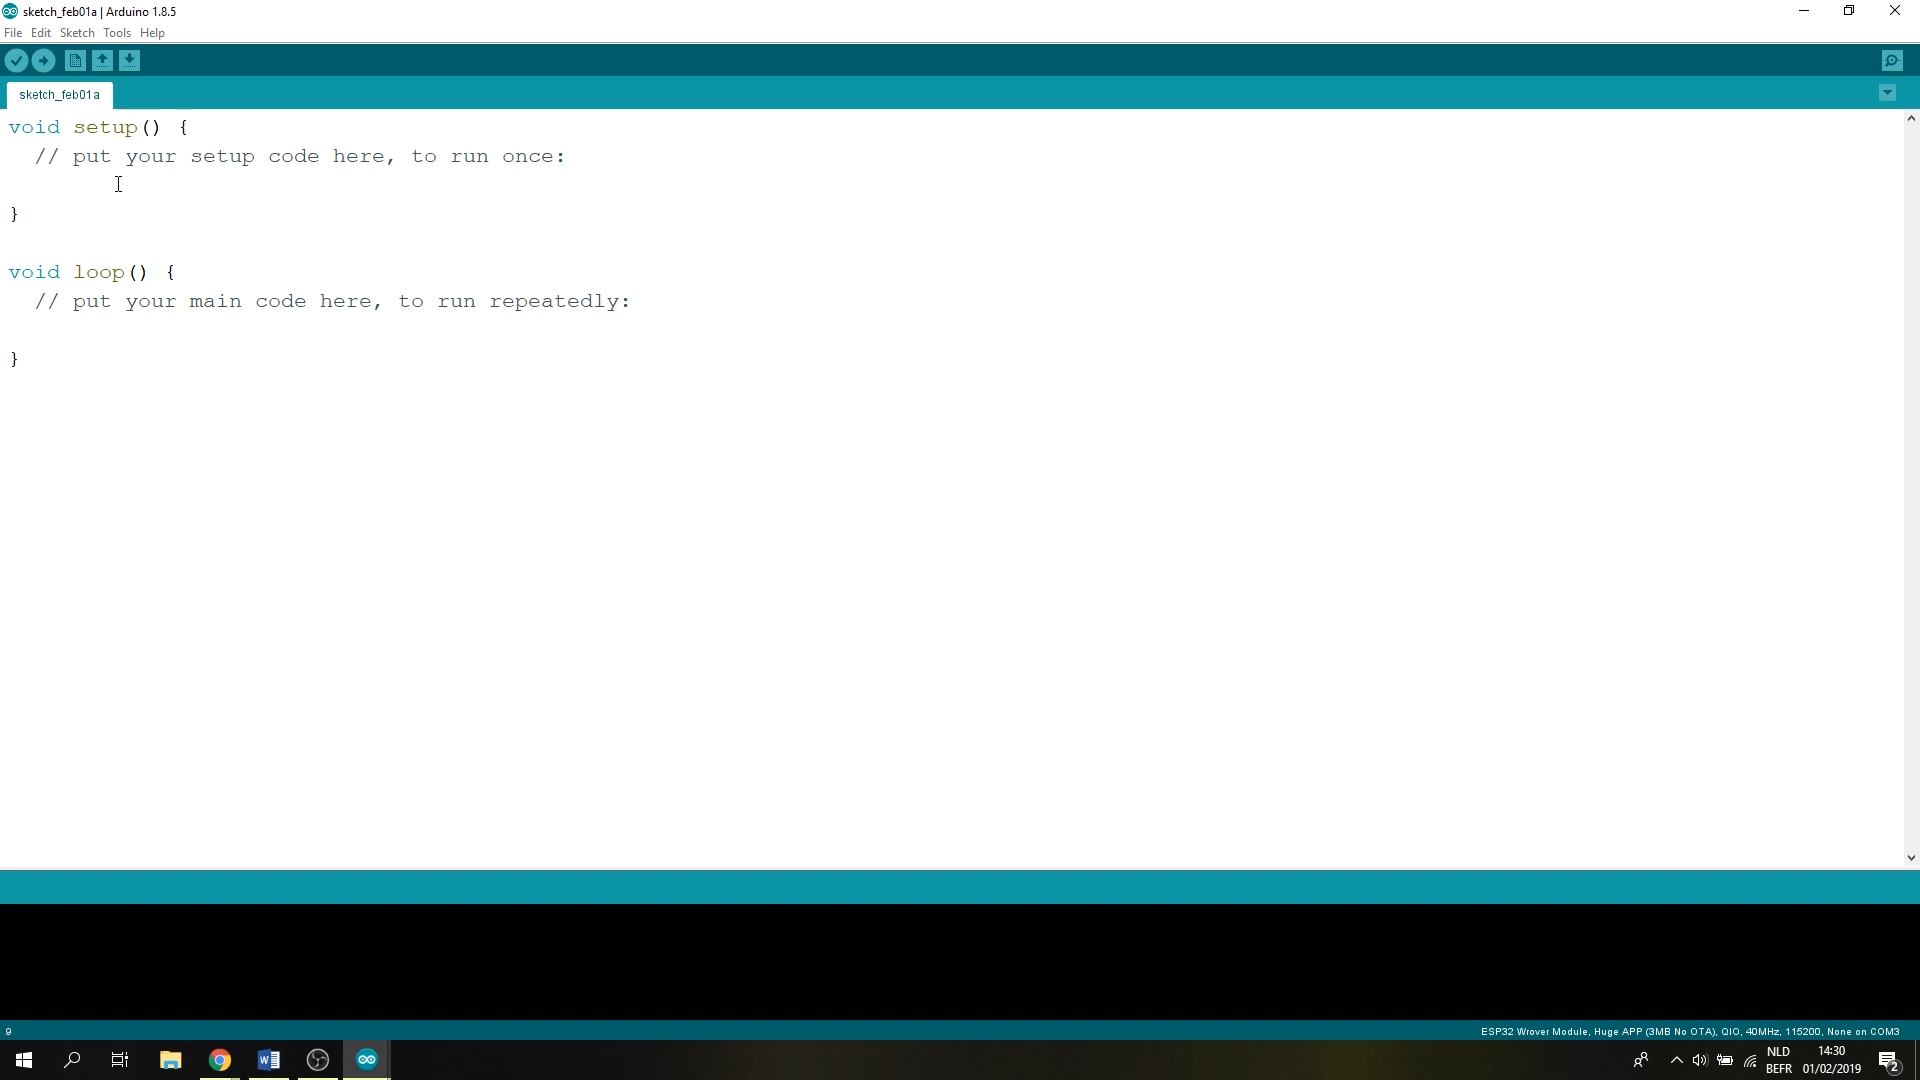 sketch_feb01a | Arduino 1.8.5
File Edit Sketch Tools Help
sketch_feb01a
void setup() {
  // put your setup code here, to run once:
}
void loop() {
  // put your main code here, to run repeatedly:
}
9
ESP32 Wrover Module, Huge APP (3MB No OTA), QIO, 40MHz, 115200, None on COM3
NLD
BEFR
14:30
01/02/2019
2